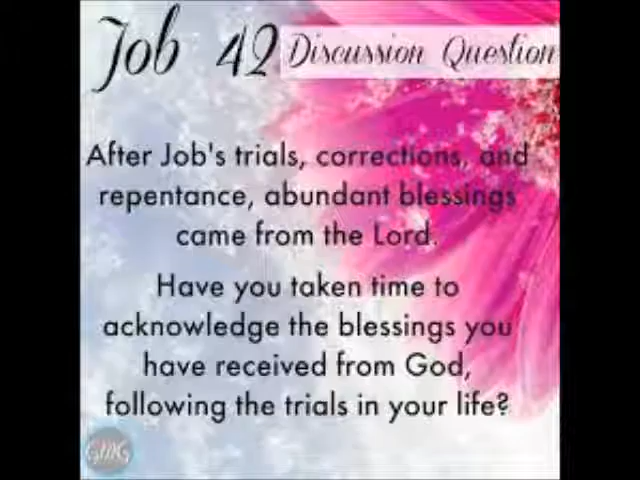 Job 42 Discussion Question
After Job's trials, corrections, and
repentance, abundant blessings
came from the Lord.
Have you taken time to
acknowledge the blessings you
have received from God,
following the trials in your life?
GMG